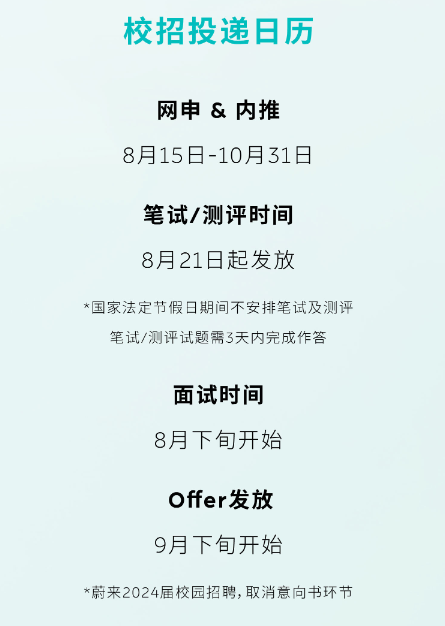 校招投递日历
网申 & 内推
8月15日-10月31日
笔试/测评时间
8月21日起发放
*国家法定节假日期间不安排笔试及测评
笔试/测评试题需3天内完成作答
面试时间
8月下旬开始
Offer发放
9月下旬开始
*蔚来2024届校园招聘，取消意向书环节